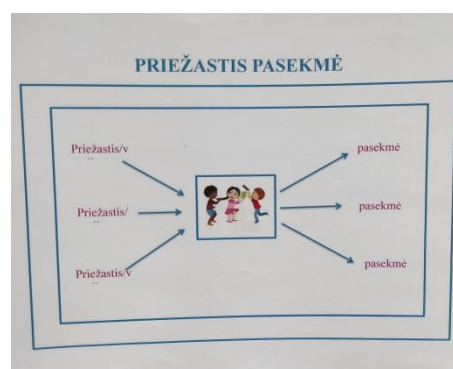 PRIEŽASTIS PASEKMĖ
Priežastis/v
pasekmė
Priežastis/
pasekmė
Priežastis/v
pasekmė